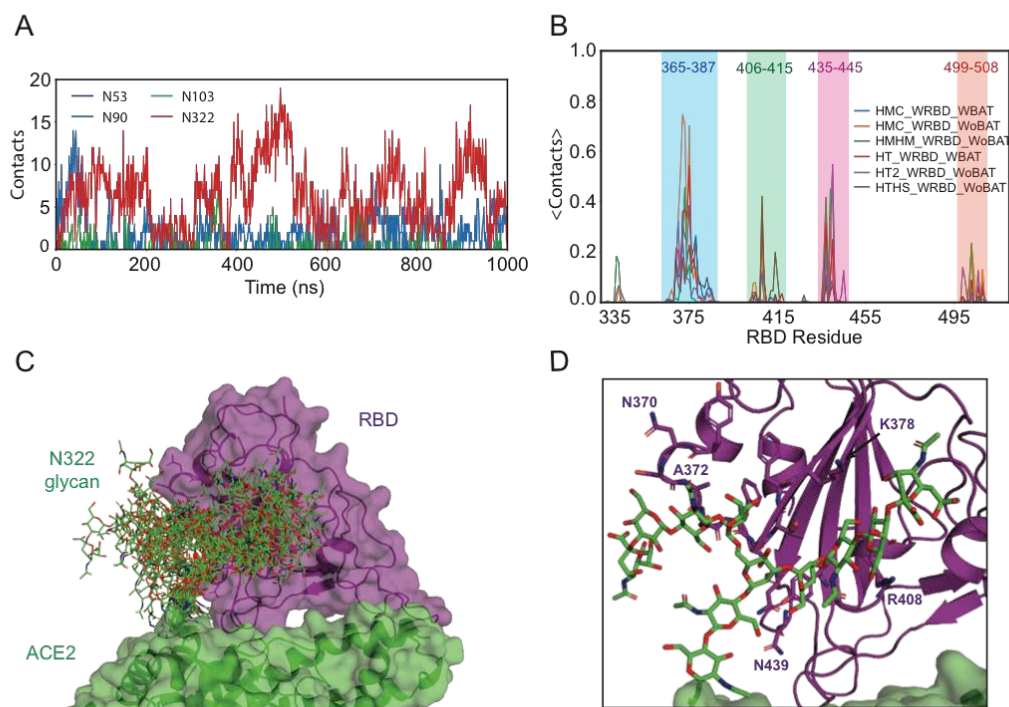 A
20
15
10
5
0
Contacts
N53
N90
N103
N322
0 200 400 600 800 1000
Time (ns)
B
1.0
0.8
0.6
0.4
0.2
0.0
<Contacts>
365-387 406-415 435-445 499-508
HMC_WRBD_WBAT
HMC_WRBD_WoBAT
HMHM_WRBD_WoBAT
HT_WRBD_WBAT
HT2_WRBD_WoBAT
HTHS_WRBD_WoBAT
335 375 415 455 495
RBD Residue
C
RBD
N322
glycan
ACE2
D
N370
K378
A372
R408
N439